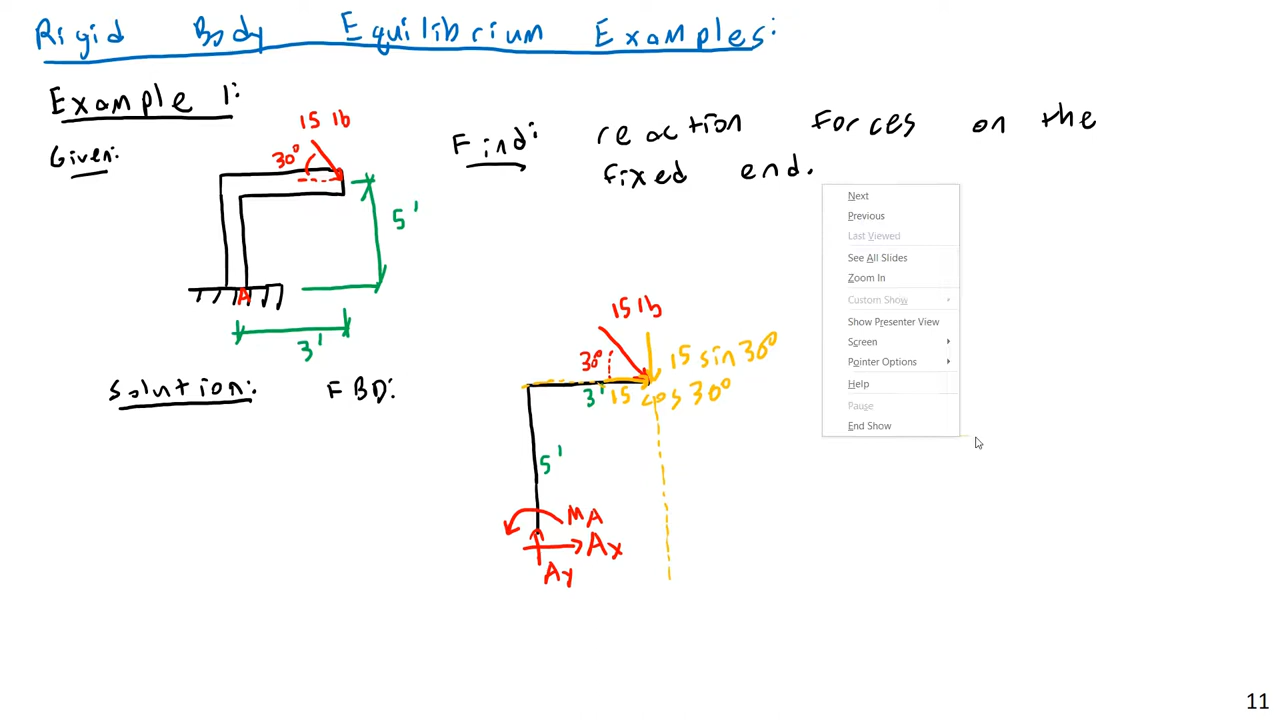 Rigid Body Equilibrium Examples:
Example 1:
Given:
15 lb
30°
5'
A
3'
Find: reaction forces on the
fixed end.
Next
Previous
Last Viewed
See All Slides
Zoom In
Custom Show
Show Presenter View
Screen
Pointer Options
Help
Pause
End Show
Solution: FBD:
15 lb
30°
15 sin 30°
3'
15 cos 30°
5'
MA
Ax
Ay
11